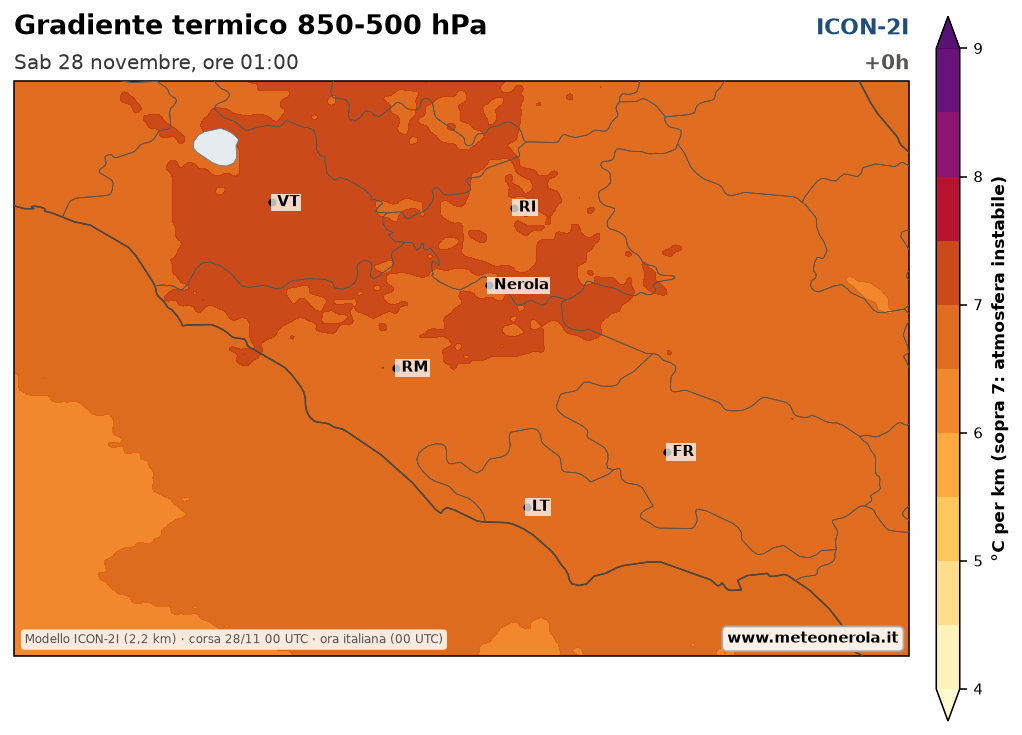 Gradiente termico 850-500 hPa
ICON-2I
Sab 28 novembre, ore 01:00
+0h
VT
RI
Nerola
RM
FR
LT
Modello ICON-2I (2,2 km) · corsa 28/11 00 UTC · ora italiana (00 UTC)
www.meteonerola.it
9
8
7
6
5
4
°C per km (sopra 7: atmosfera instabile)